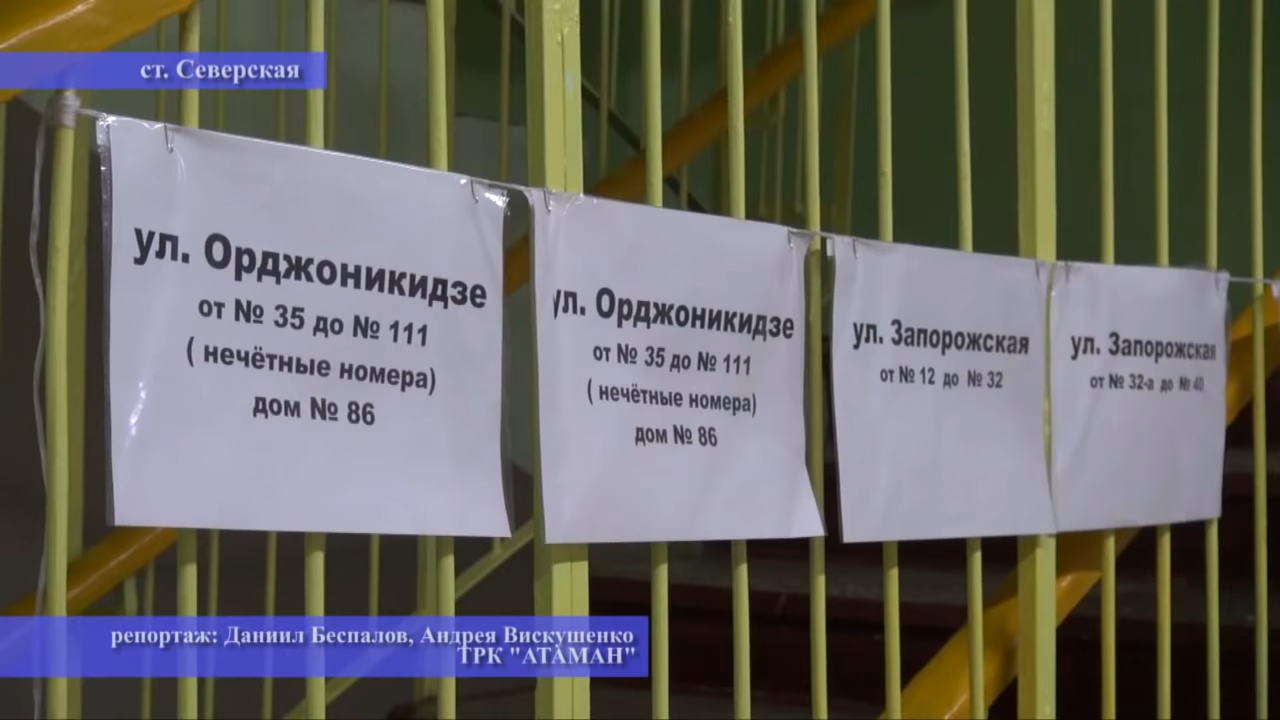 ст. Северская
ул. Орджоникидзе
от № 35 до № 111
( нечётные номера)
дом № 86
ул. Орджоникидзе
от № 35 до № 111
( нечётные номера)
дом № 86
ул. Запорожская
от № 12 до № 32
ул. Запорожская
от № 32-а до № 40
репортаж: Даниил Беспалов, Андрея Вискушенко
ТРК "АТАМАН"